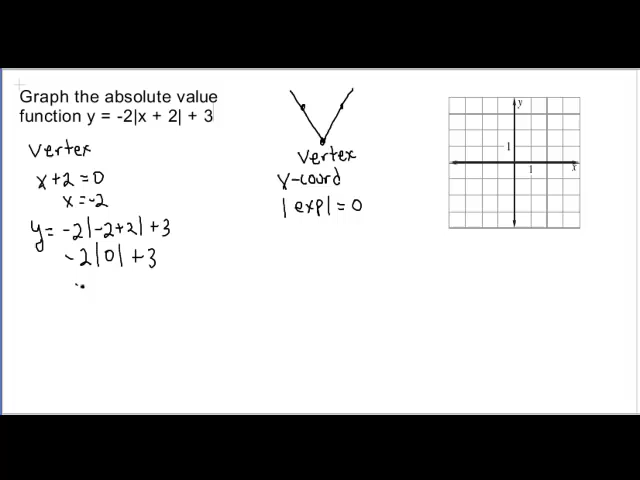 Graph the absolute value
function y = -2|x + 2| + 3
Vertex
x+2=0
x=-2
y= -2|-2+2| +3
-2|0| +3
Vertex
x-coord
| exp| = 0
y
1
1
x